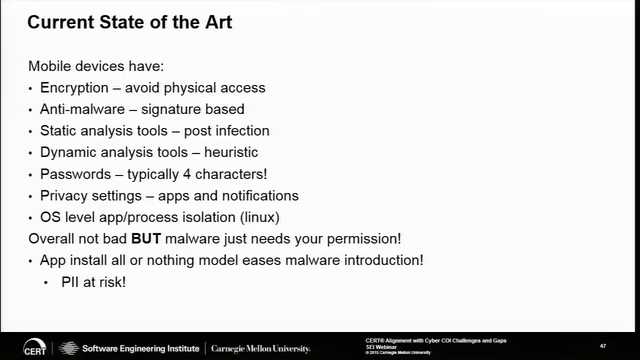 Current State of the Art
Mobile devices have:
• Encryption – avoid physical access
• Anti-malware – signature based
• Static analysis tools – post infection
• Dynamic analysis tools – heuristic
• Passwords – typically 4 characters!
• Privacy settings – apps and notifications
• OS level app/process isolation (linux)
Overall not bad BUT malware just needs your permission!
• App install all or nothing model eases malware introduction!
• PII at risk!
CERT
Software Engineering Institute
Carnegie Mellon University.
CERT® Alignment with Cyber COI Challenges and Gaps
SEI Webinar
© 2015 Carnegie Mellon University
47